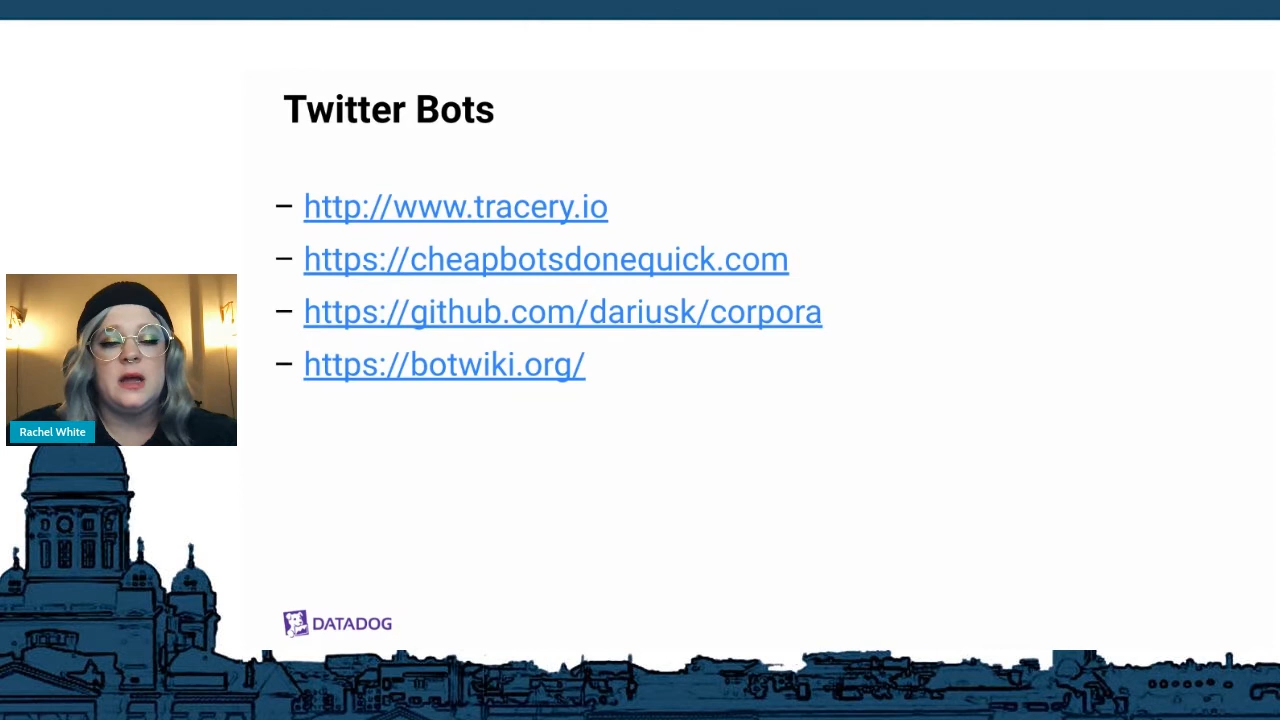 Twitter Bots
– http://www.tracery.io
– https://cheapbotsdonequick.com
– https://github.com/dariusk/corpora
– https://botwiki.org/
Rachel White
DATADOG